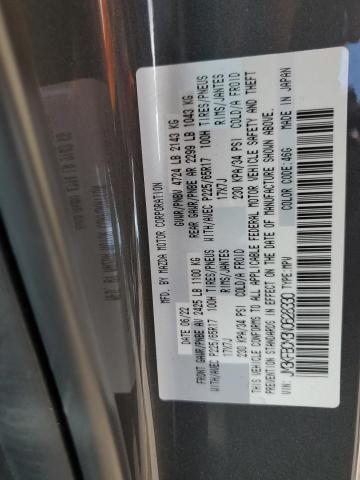 MFD. BY MAZDA MOTOR CORPORATION
DATE 06/22 GVWR/PNBV 4724 LB 2143 KG
FRONT GAWR/PNBE AV 2425 LB 1100 KG REAR GAWR/PNBE AR 2299 LB 1043 KG
WITH/AVEC P225/65R17 100H TIRES/PNEUS WITH/AVEC P225/65R17 100H TIRES/PNEUS
17X7J RIMS/JANTES 17X7J RIMS/JANTES
230 KPA/34 PSI COLD/A FROID 230 KPA/34 PSI COLD/A FROID
THIS VEHICLE CONFORMS TO ALL APPLICABLE FEDERAL MOTOR VEHICLE SAFETY AND THEFT
PREVENTION STANDARDS IN EFFECT ON THE DATE OF MANUFACTURE SHOWN ABOVE.
VIN: TYPE: MPV COLOR CODE: 46G MADE IN JAPAN